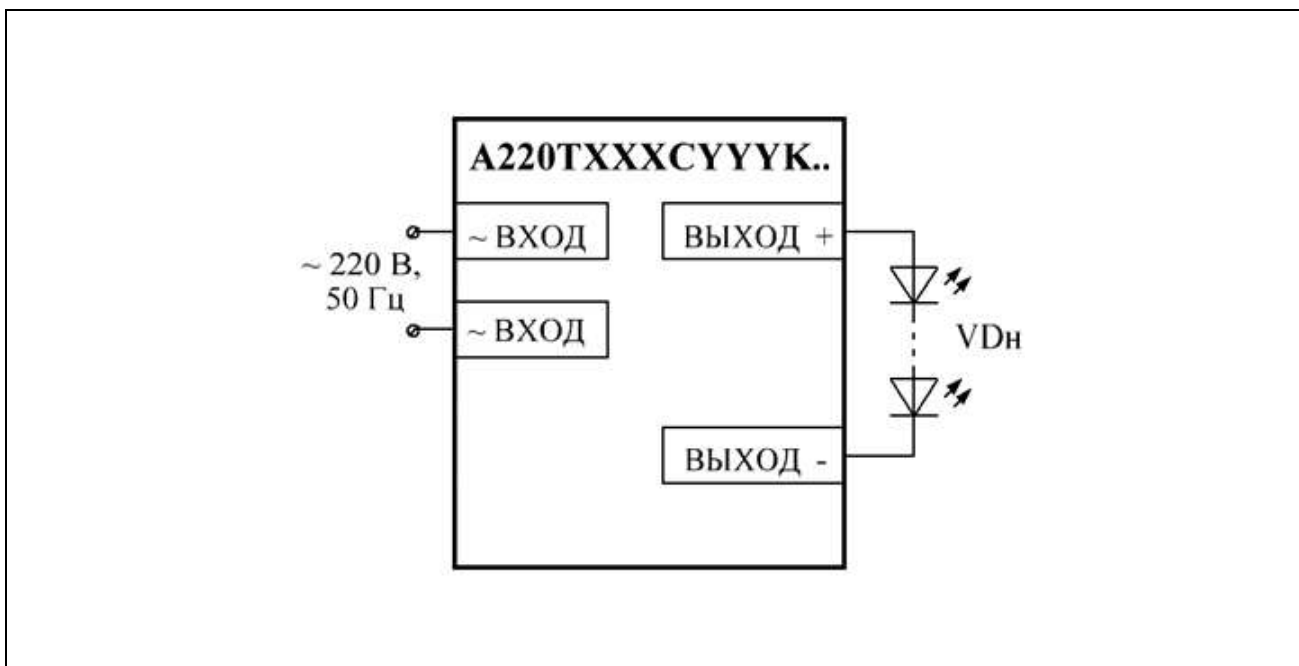 A220TXXXCYYYK..
~ ВХОД
ВЫХОД +
~ 220 В,
50 Гц
~ ВХОД
VDн
ВЫХОД -